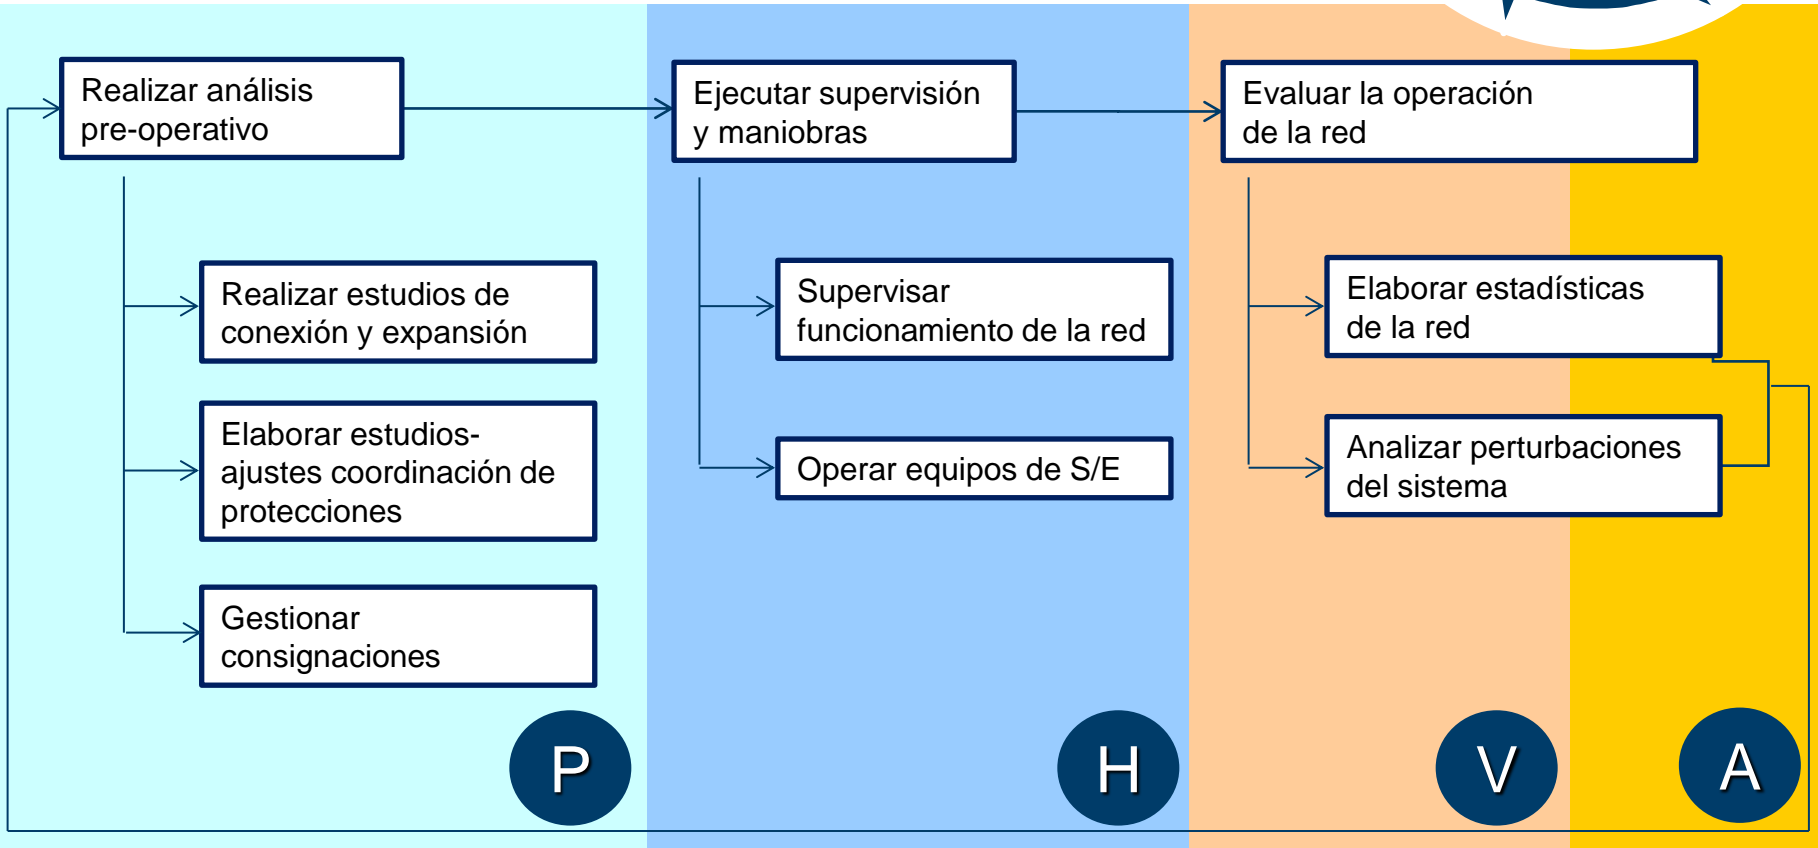 Realizar análisis
pre-operativo
Ejecutar supervisión
y maniobras
Evaluar la operación
de la red
Realizar estudios de
conexión y expansión
Elaborar estudios-
ajustes coordinación de
protecciones
Gestionar
consignaciones
Supervisar
funcionamiento de la red
Operar equipos de S/E
Elaborar estadísticas
de la red
Analizar perturbaciones
del sistema
P
H
V
A